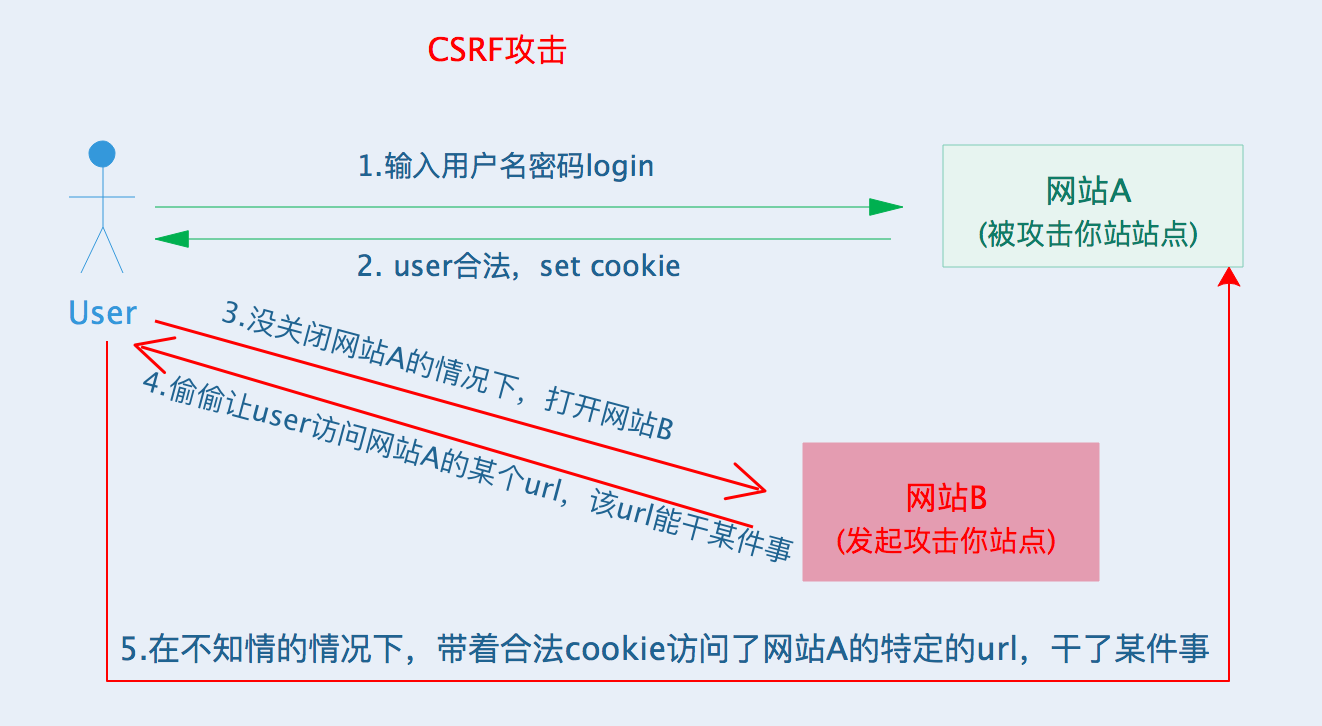 CSRF攻击
1.输入用户名密码login
网站A
(被攻击你站站点)
2. user合法，set cookie
User
3.没关闭网站A的情况下，打开网站B
4.偷偷让user访问网站A的某个url，该url能干某件事
网站B
(发起攻击你站点)
5.在不知情的情况下，带着合法cookie访问了网站A的特定的url，干了某件事